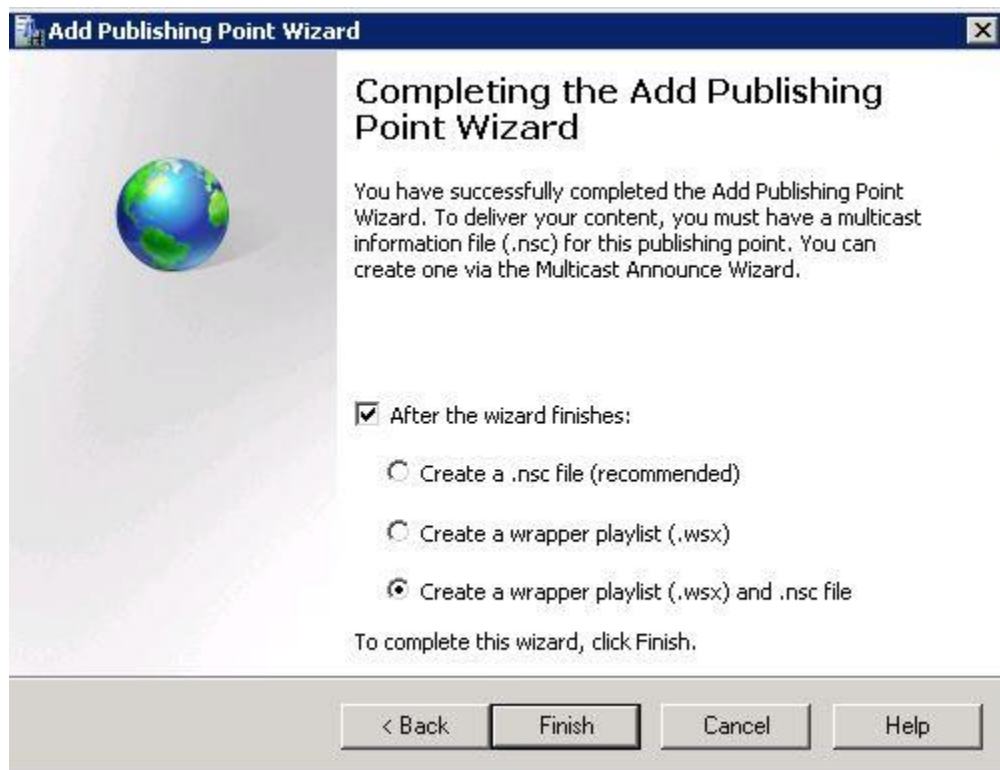 Add Publishing Point Wizard
Completing the Add Publishing
Point Wizard
You have successfully completed the Add Publishing Point
Wizard. To deliver your content, you must have a multicast
information file (.nsc) for this publishing point. You can
create one via the Multicast Announce Wizard.
After the wizard finishes:
Create a .nsc file (recommended)
Create a wrapper playlist (.wsx)
Create a wrapper playlist (.wsx) and .nsc file
To complete this wizard, click Finish.
< Back Finish Cancel Help